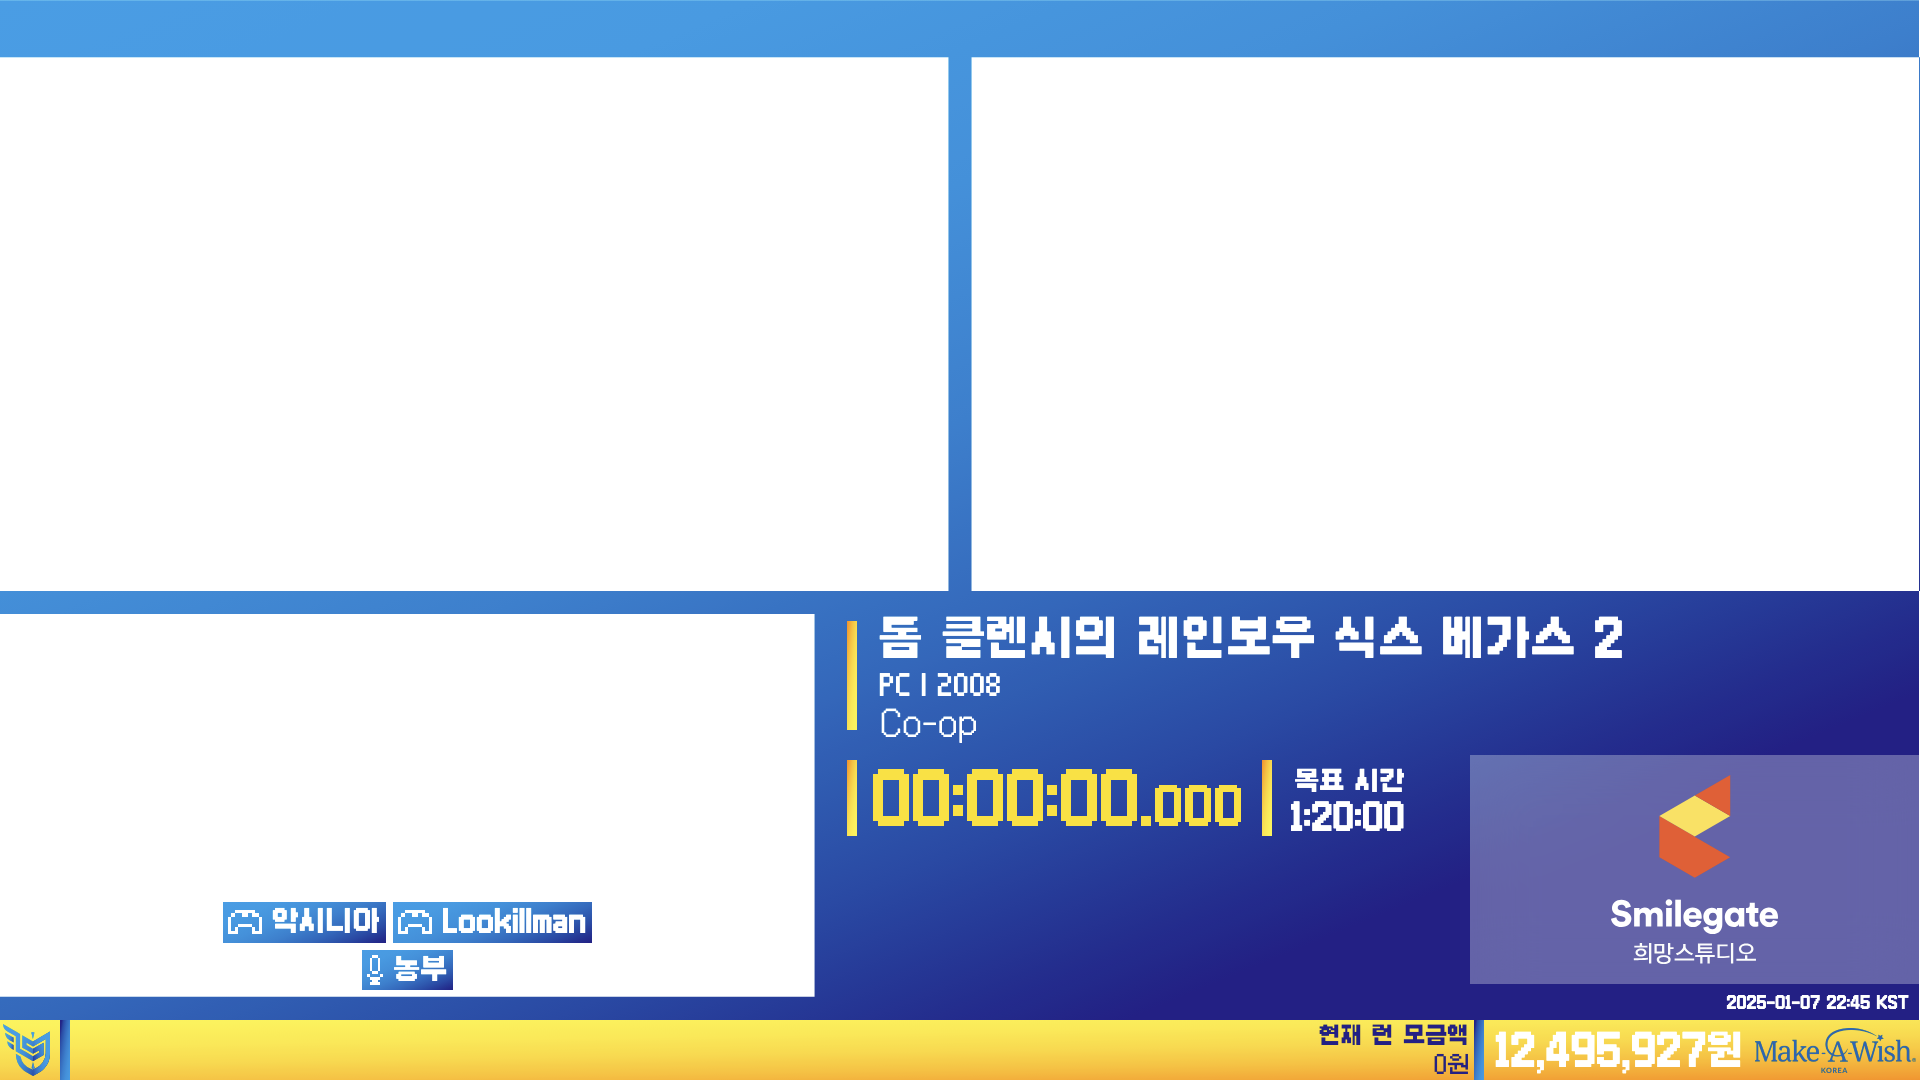 돔 클렌시의 레인보우 식스 베가스 2
PC | 2008
Co-op
00:00:00.000
목표 시간
1:20:00
악시니아
Lookillman
농부
Smilegate
희망스튜디오
2025-01-07 22:45 KST
현재 런 모금액
0원
12,495,927원
Make-A-Wish.
KOREA